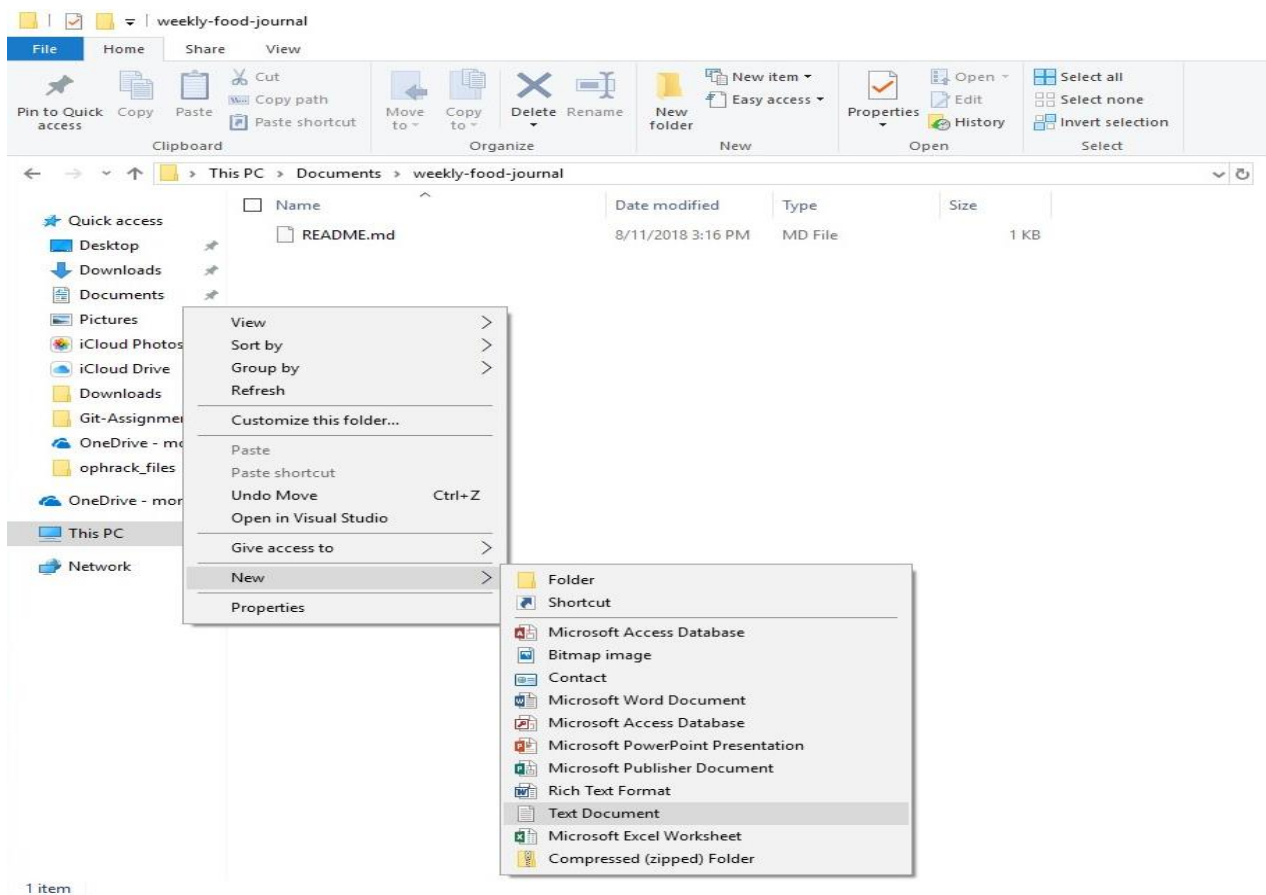 weekly-food-journal
File Home Share View
Pin to Quick access
Copy
Paste
Cut
Copy path
Paste shortcut
Clipboard
Move to
Copy to
Delete
Rename
Organize
New folder
New item
Easy access
New
Properties
Open
Edit
History
Open
Select all
Select none
Invert selection
Select
This PC > Documents > weekly-food-journal
Name Date modified Type Size
README.md 8/11/2018 3:16 PM MD File 1 KB
Quick access
Desktop
Downloads
Documents
Pictures
iCloud Photos
iCloud Drive
Downloads
Git-Assignme
OneDrive - mo
ophrack_files
OneDrive - mor
This PC
Network
View
Sort by
Group by
Refresh
Customize this folder...
Paste
Paste shortcut
Undo Move Ctrl+Z
Open in Visual Studio
Give access to
New
Properties
Folder
Shortcut
Microsoft Access Database
Bitmap image
Contact
Microsoft Word Document
Microsoft Access Database
Microsoft PowerPoint Presentation
Microsoft Publisher Document
Rich Text Format
Text Document
Microsoft Excel Worksheet
Compressed (zipped) Folder
1 item